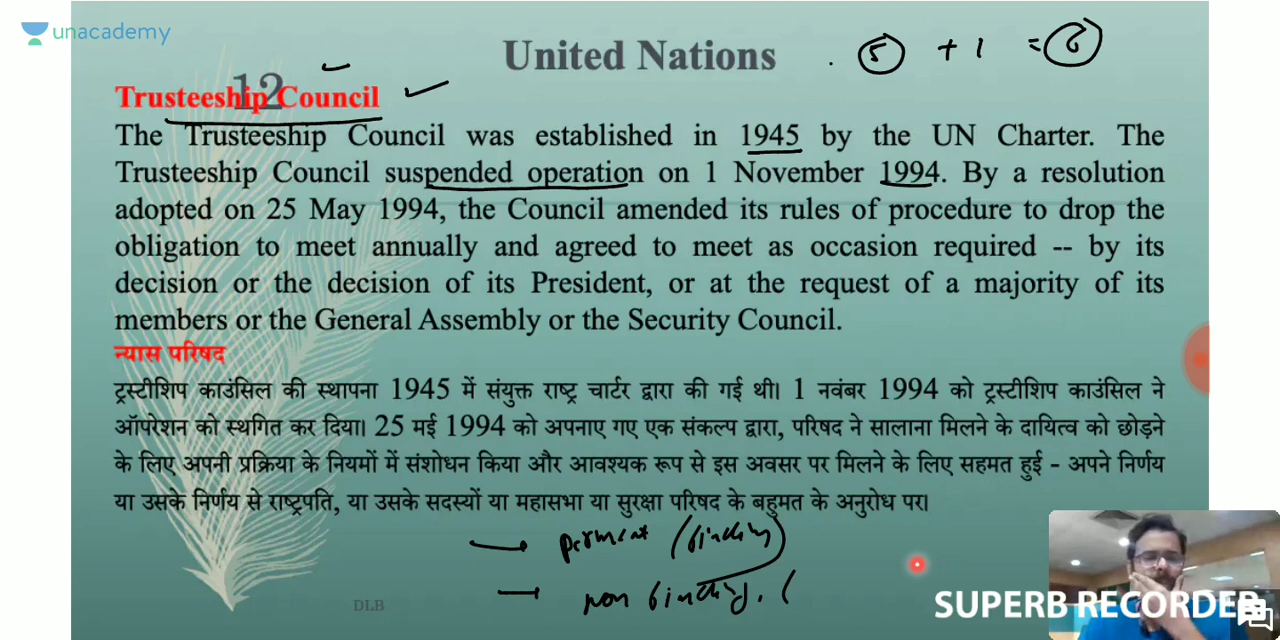 unacademy
United Nations
5 + 1 = 6
12
Trusteeship Council
The Trusteeship Council was established in 1945 by the UN Charter. The
Trusteeship Council suspended operation on 1 November 1994. By a resolution
adopted on 25 May 1994, the Council amended its rules of procedure to drop the
obligation to meet annually and agreed to meet as occasion required -- by its
decision or the decision of its President, or at the request of a majority of its
members or the General Assembly or the Security Council.
न्यास परिषद
ट्रस्टीशिप काउंसिल की स्थापना 1945 में संयुक्त राष्ट्र चार्टर द्वारा की गई थी। 1 नवंबर 1994 को ट्रस्टीशिप काउंसिल ने
ऑपरेशन को स्थगित कर दिया। 25 मई 1994 को अपनाए गए एक संकल्प द्वारा, परिषद ने सालाना मिलने के दायित्व को छोड़ने
के लिए अपनी प्रक्रिया के नियमों में संशोधन किया और आवश्यक रूप से इस अवसर पर मिलने के लिए सहमत हुई - अपने निर्णय
या उसके निर्णय से राष्ट्रपति, या उसके सदस्यों या महासभा या सुरक्षा परिषद के बहुमत के अनुरोध पर।
(binding)
non binding. (
DLB
SUPERB RECORDER